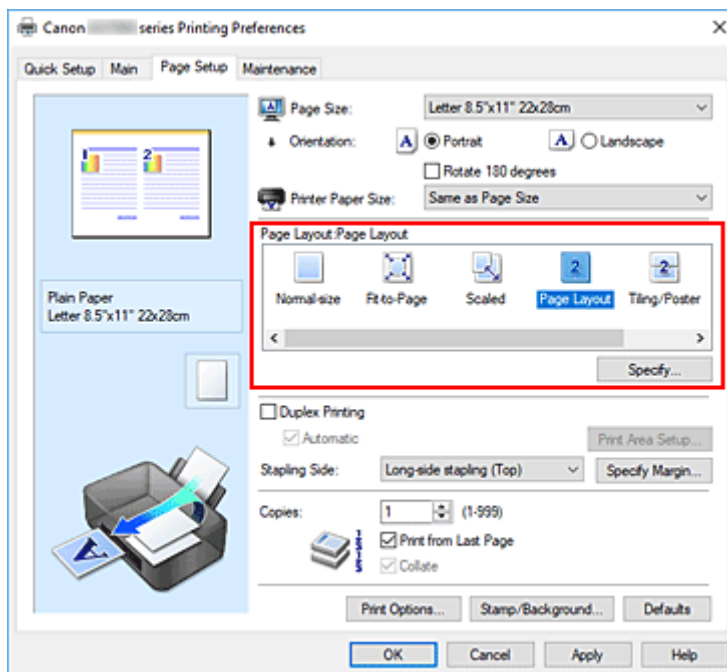 Canon series Printing Preferences
Quick Setup Main Page Setup Maintenance
1 2
Plain Paper
Letter 8.5"x11" 22x28cm
Page Size: Letter 8.5"x11" 22x28cm
Orientation: A Portrait A Landscape
Rotate 180 degrees
Printer Paper Size: Same as Page Size
Page Layout:Page Layout
2 2
Normal-size Fit-to-Page Scaled Page Layout Tiling/Poster
Specify...
Duplex Printing
Automatic Print Area Setup...
Stapling Side: Long-side stapling (Top) Specify Margin...
Copies: 1 (1-999)
Print from Last Page
Collate
A
Print Options... Stamp/Background... Defaults
OK Cancel Apply Help